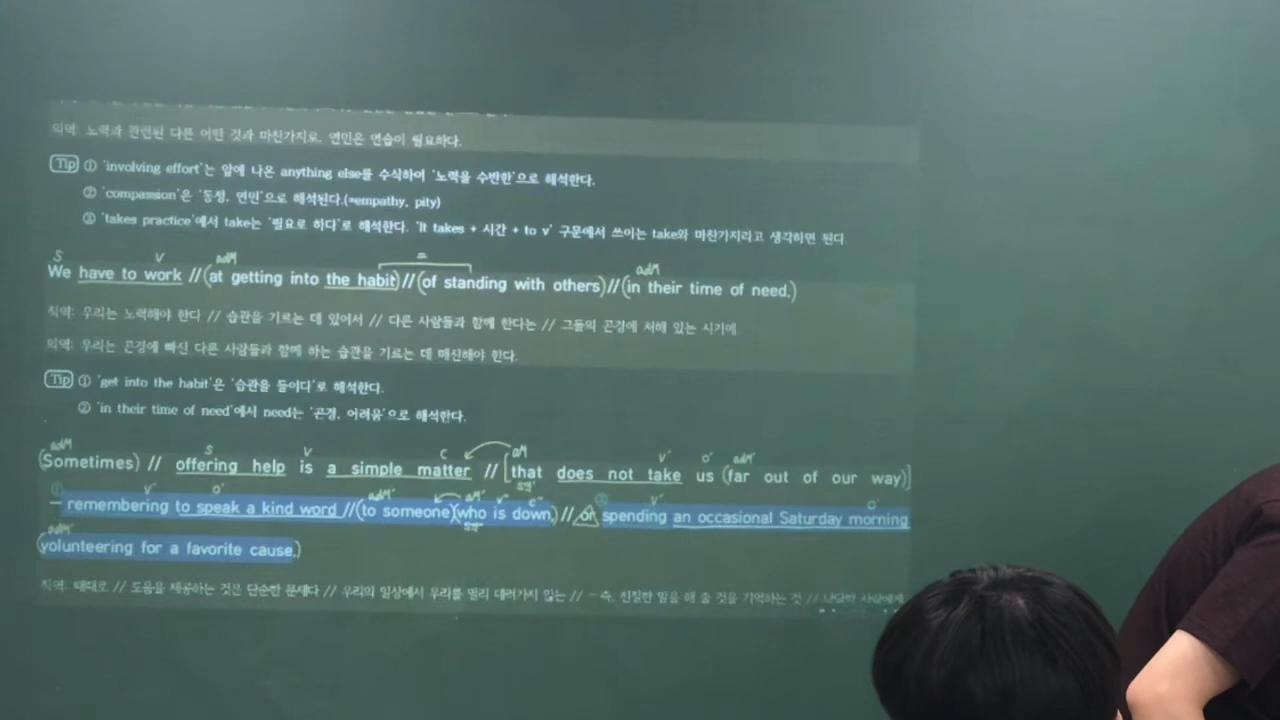 의역: 노력과 관련된 다른 어떤 것과 마찬가지로, 연민은 연습이 필요하다.
Tip ① 'involving effort'는 앞에 나온 anything else를 수식하여 '노력을 수반한'으로 해석한다.
② 'compassion'은 '동정, 연민'으로 해석된다.(=empathy, pity)
③ 'takes practice'에서 take는 '필요로 하다'로 해석한다. 'It takes + 시간 + to v' 구문에서 쓰이는 take와 마찬가지라고 생각하면 된다.
S V adM = adM
We have to work // (at getting into the habit) // (of standing with others) // (in their time of need.)
직역: 우리는 노력해야 한다 // 습관을 기르는 데 있어서 // 다른 사람들과 함께 한다는 // 그들의 곤경에 처해 있는 시기에
의역: 우리는 곤경에 빠진 다른 사람들과 함께 하는 습관을 기르는 데 매진해야 한다.
Tip ① 'get into the habit'은 '습관을 들이다'로 해석한다.
② 'in their time of need'에서 need는 '곤경, 어려움'으로 해석한다.
adM S V C aM V' O' adM'
(Sometimes) // offering help is a simple matter // [that does not take us (far out of our way)]
① V' O' adM' aM' V" C" ② V' O'
— remembering to speak a kind word // (to someone)(who is down,) // or spending an occasional Saturday morning
adM'
(volunteering for a favorite cause.)
직역: 때때로 // 도움을 제공하는 것은 단순한 문제다 // 우리의 일상에서 우리를 멀리 데려가지 않는 // － 즉, 친절한 말을 해 줄 것을 기억하는 것 // 낙담한 사람에게